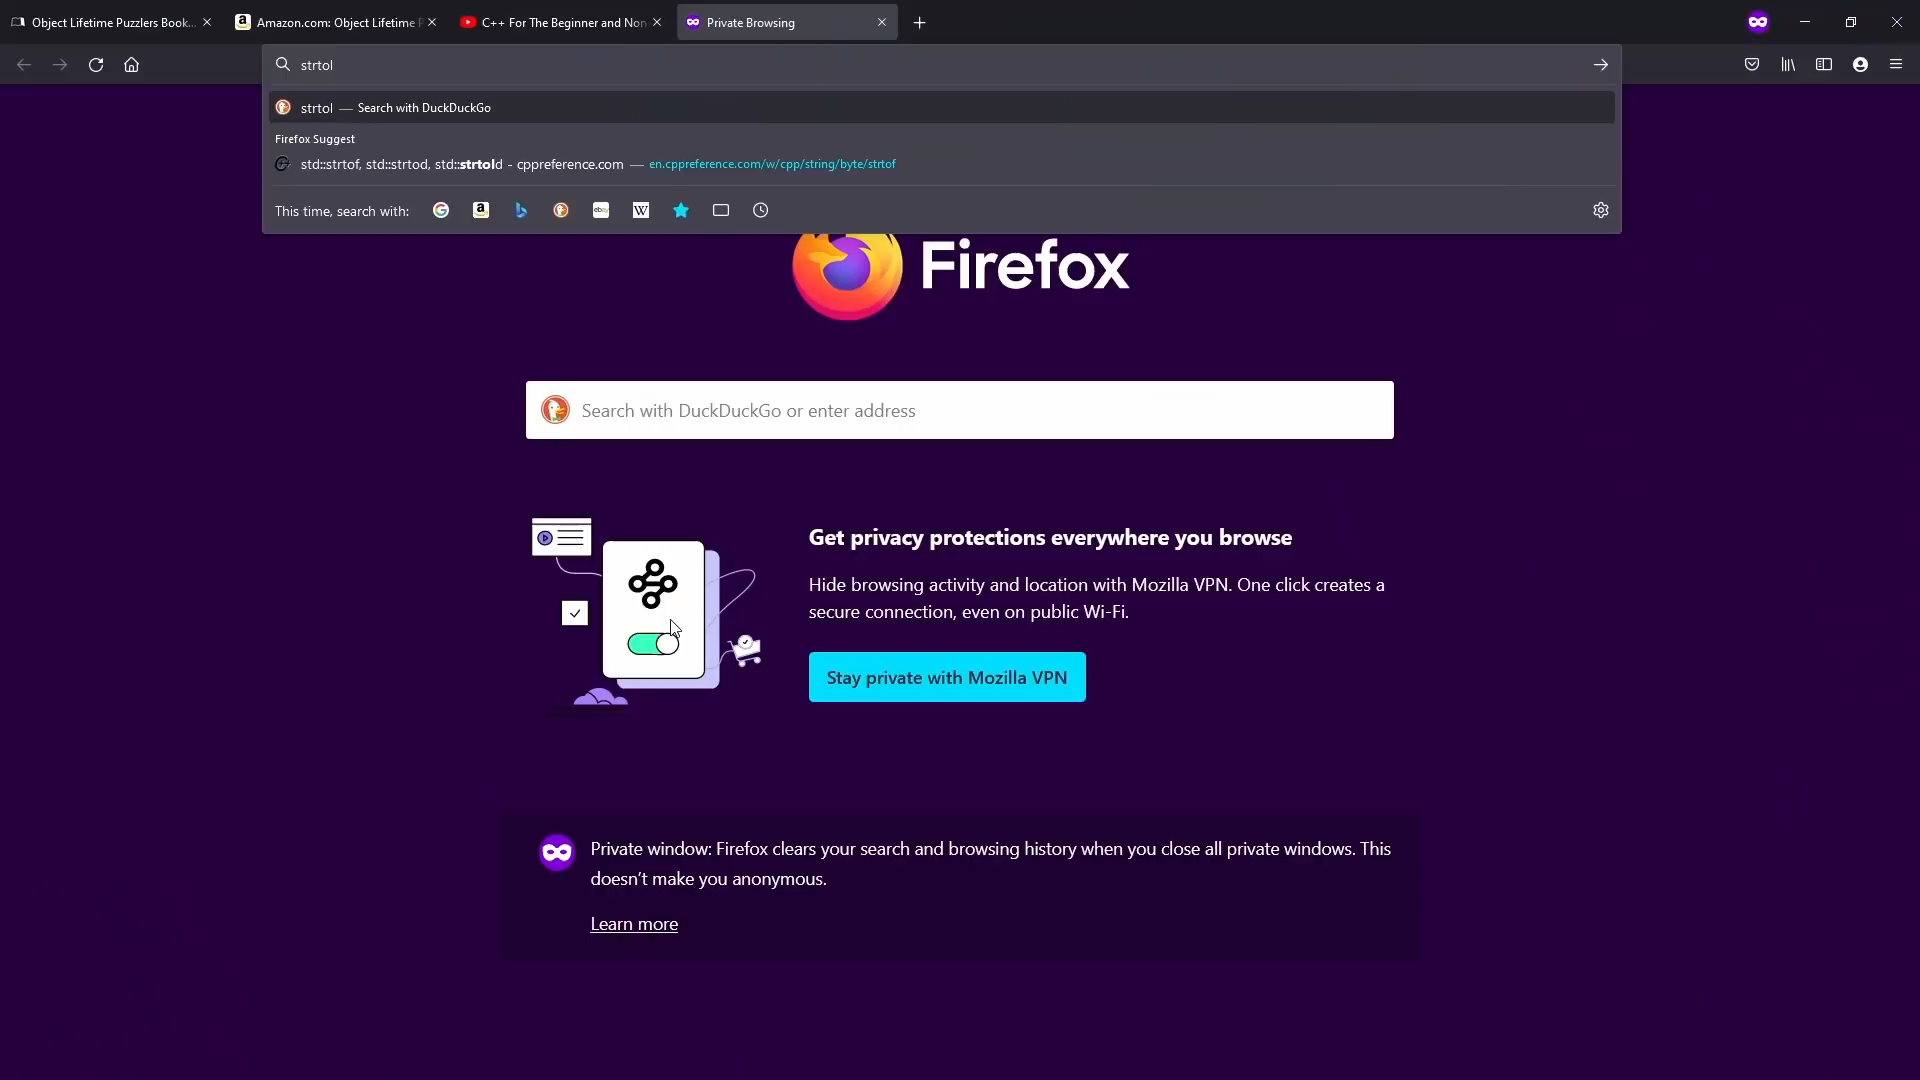 Object Lifetime Puzzlers Book...
Amazon.com: Object Lifetime P
C++ For The Beginner and Non
Private Browsing
strtol
strtol — Search with DuckDuckGo
Firefox Suggest
std::strtof, std::strtod, std::strtold - cppreference.com — en.cppreference.com/w/cpp/string/byte/strtof
This time, search with:
Firefox
Search with DuckDuckGo or enter address
Get privacy protections everywhere you browse
Hide browsing activity and location with Mozilla VPN. One click creates a
secure connection, even on public Wi-Fi.
Stay private with Mozilla VPN
Private window: Firefox clears your search and browsing history when you close all private windows. This
doesn’t make you anonymous.
Learn more